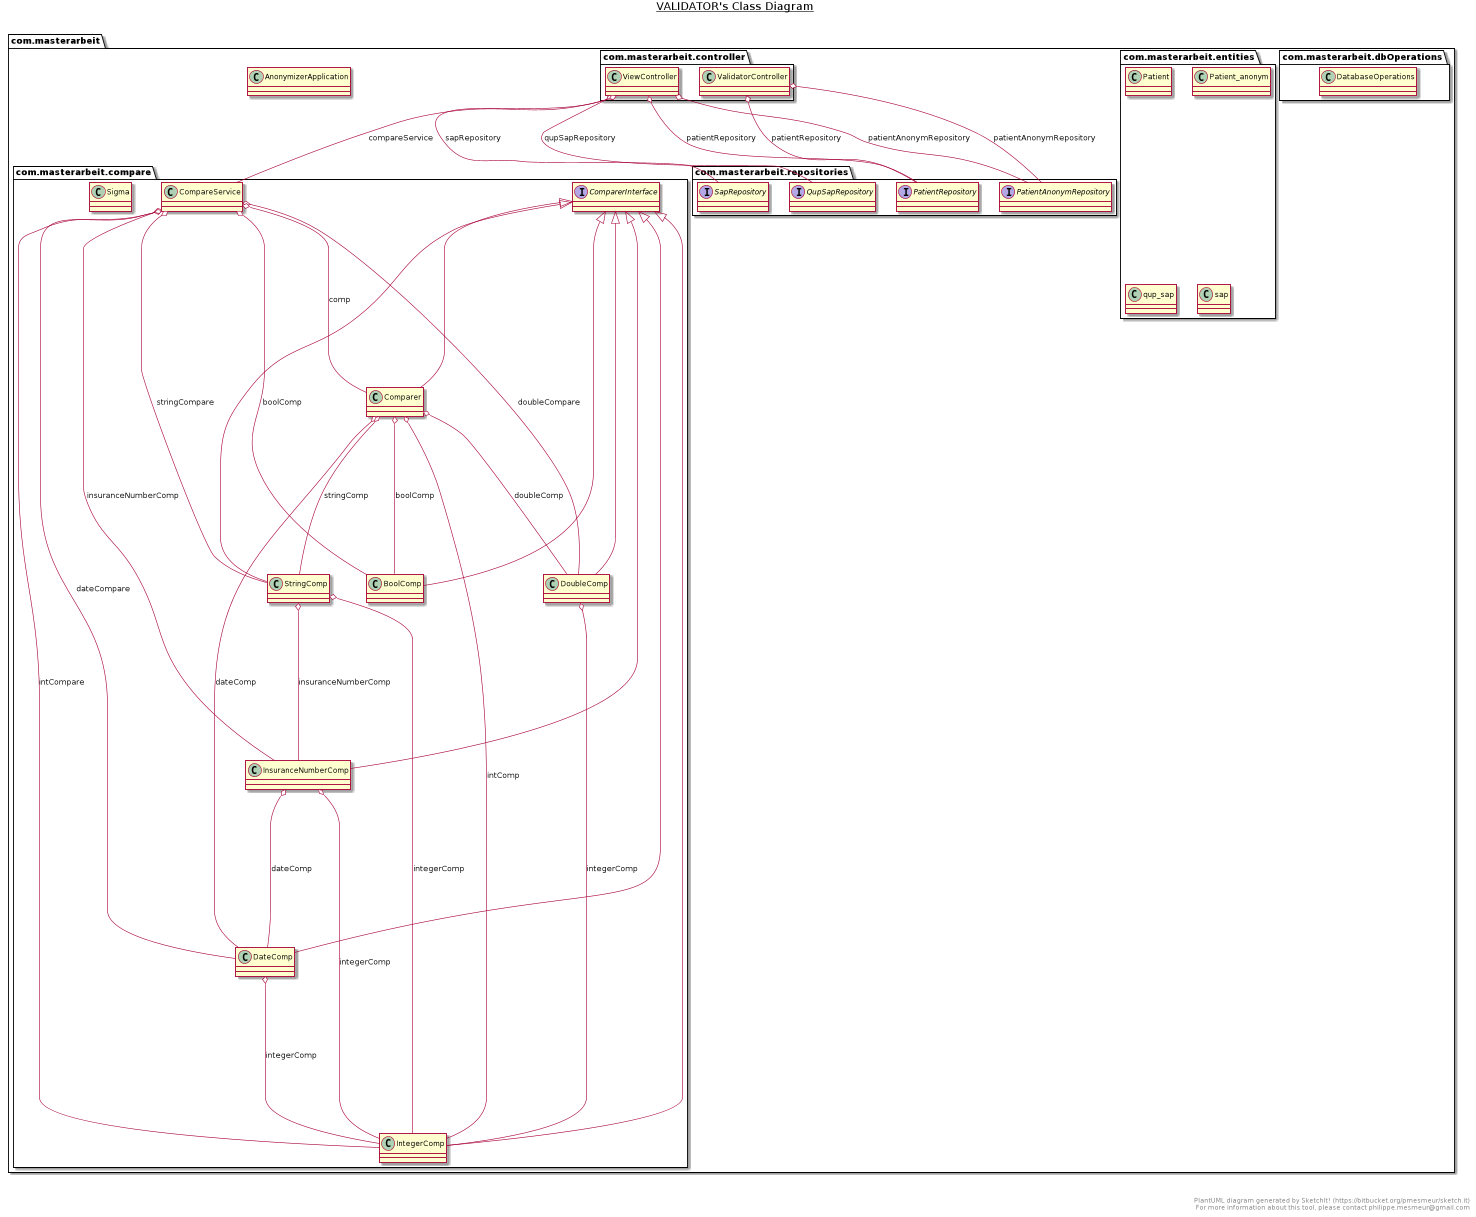 VALIDATOR's Class Diagram
com.masterarbeit
com.masterarbeit.controller
com.masterarbeit.entities
com.masterarbeit.dbOperations
C AnonymizerApplication
C ViewController
C ValidatorController
C Patient
C Patient_anonym
C DatabaseOperations
compareService
sapRepository
qupSapRepository
patientRepository
patientRepository
patientAnonymRepository
patientAnonymRepository
com.masterarbeit.compare
com.masterarbeit.repositories
C Sigma
C CompareService
I ComparerInterface
I SapRepository
I QupSapRepository
I PatientRepository
I PatientAnonymRepository
C qup_sap
C sap
comp
C Comparer
stringCompare
boolComp
doubleCompare
insuranceNumberComp
stringComp
boolComp
doubleComp
dateCompare
C StringComp
C BoolComp
C DoubleComp
intCompare
dateComp
insuranceNumberComp
C InsuranceNumberComp
intComp
dateComp
integerComp
integerComp
C DateComp
integerComp
integerComp
C IntegerComp
PlantUML diagram generated by SketchIt! (https://bitbucket.org/pmesmeur/sketch.it)
For more information about this tool, please contact philippe.mesmeur@gmail.com